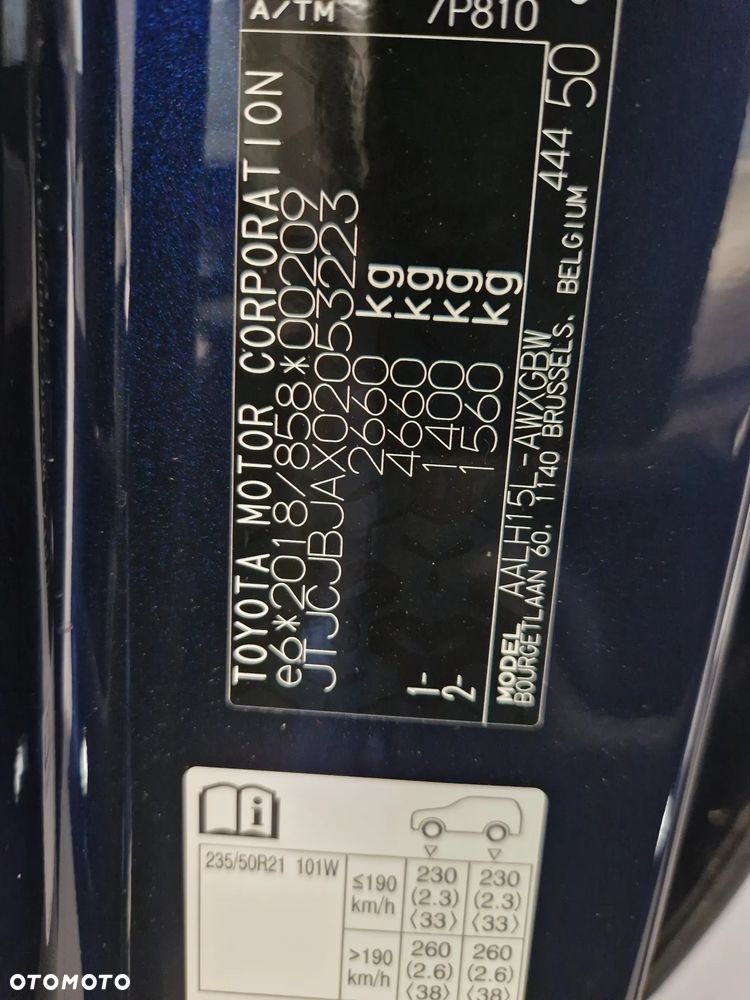 A/TM /P810
TOYOTA MOTOR CORPORATION
e6*2018/858*00209
JTJCJBJAX02053223
2660 kg
4660 kg
1- 1400 kg
2- 1560 kg
MODEL AALH15L-AWXGBW
BOURGETLAAN 60. 1140 BRUSSELS. BELGIUM 444 50
i
235/50R21 101W
≤190 km/h 230 (2.3) ⟨33⟩ 230 (2.3) ⟨33⟩
>190 km/h 260 (2.6) ⟨38⟩ 260 (2.6) ⟨38⟩
OTOMOTO